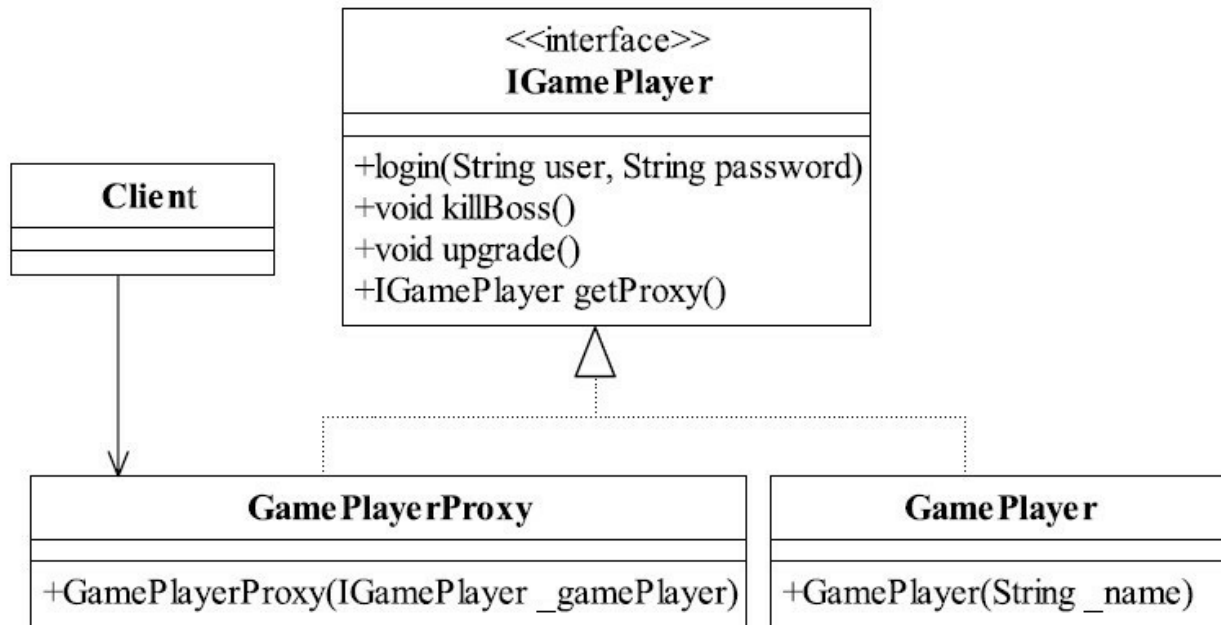 <<interface>>
IGamePlayer
+login(String user, String password)
+void killBoss()
+void upgrade()
+IGamePlayer getProxy()
Client
GamePlayerProxy
+GamePlayerProxy(IGamePlayer _gamePlayer)
GamePlayer
+GamePlayer(String _name)